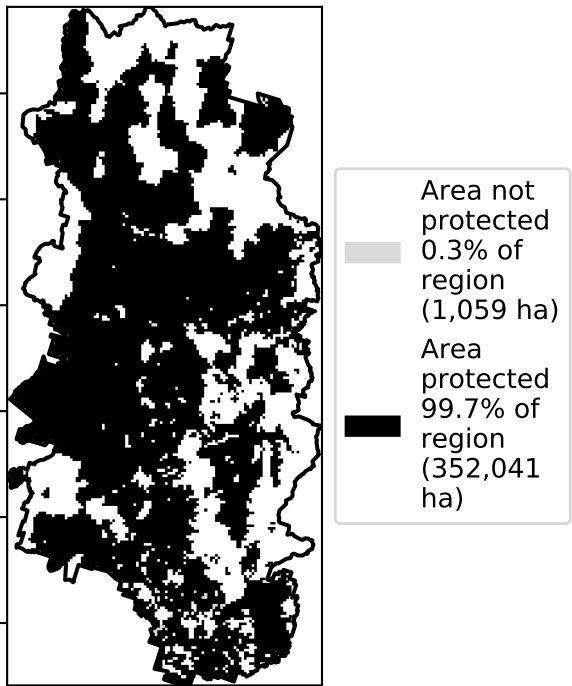 Area not
protected
0.3% of
region
(1,059 ha)
Area
protected
99.7% of
region
(352,041
ha)